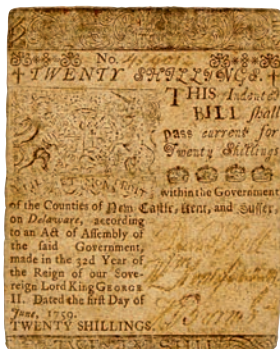 No.
TWENTY SHILLINGS.
THIS Indented
BILL shall
pass current for
Twenty Shillings
within the Government
of the Counties of New Castle, Kent, and Sussex,
on Delaware, according
to an Act of Assembly of
the said Government,
made in the 32d Year of
the Reign of our Sove-
reign Lord King GEORGE
II. Dated the first Day of
June, 1759.
TWENTY SHILLINGS.